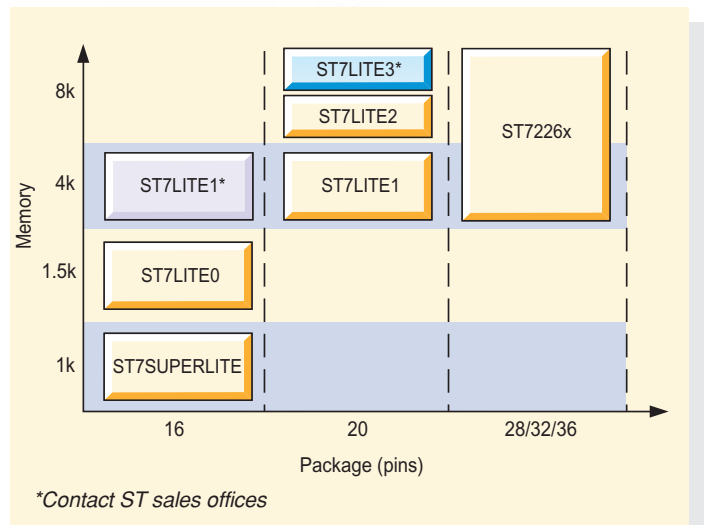 8k
ST7LITE3*
ST7LITE2
ST7226x
4k
ST7LITE1*
ST7LITE1
Memory
1.5k
ST7LITE0
1k
ST7SUPERLITE
16
20
28/32/36
Package (pins)
*Contact ST sales offices